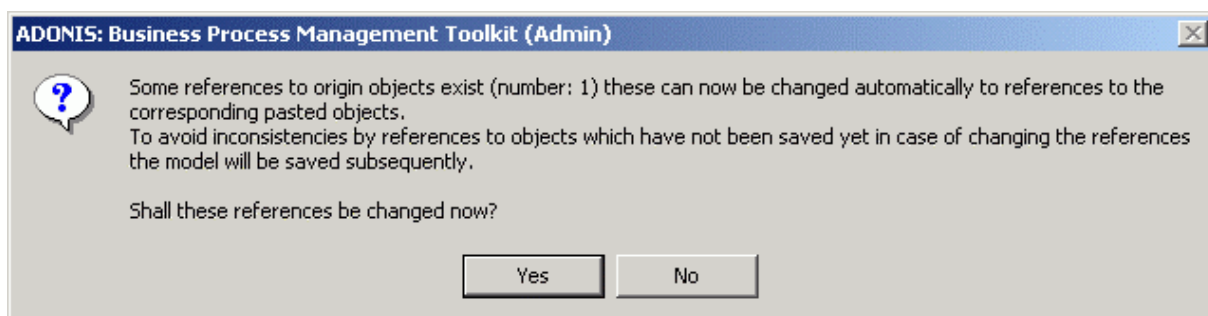 ADONIS: Business Process Management Toolkit (Admin)
?
Some references to origin objects exist (number: 1) these can now be changed automatically to references to the
corresponding pasted objects.
To avoid inconsistencies by references to objects which have not been saved yet in case of changing the references
the model will be saved subsequently.
Shall these references be changed now?
Yes
No